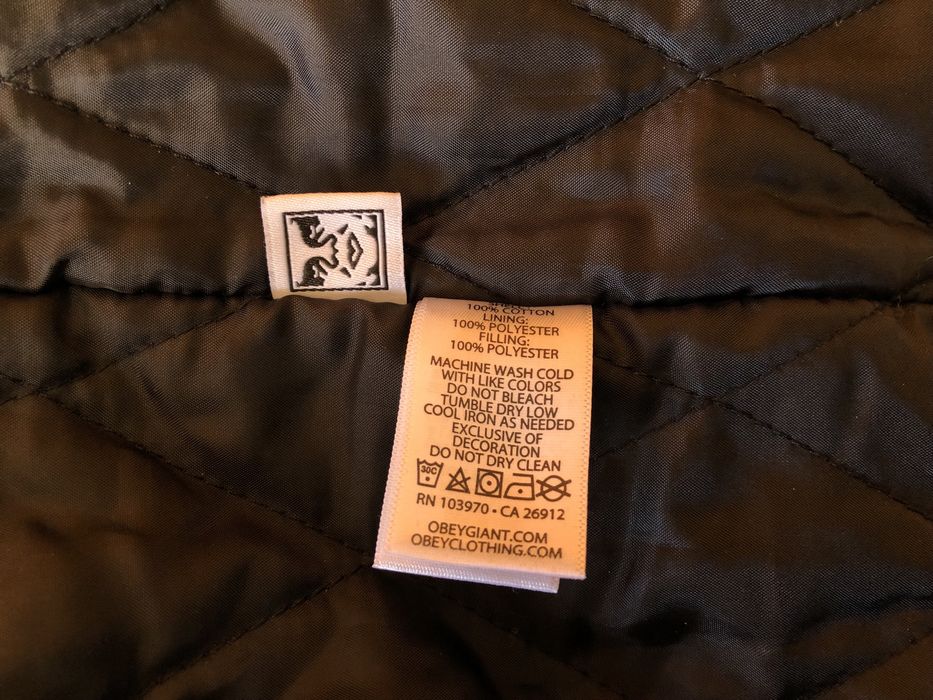 100% COTTON
LINING:
100% POLYESTER
FILLING:
100% POLYESTER
MACHINE WASH COLD
WITH LIKE COLORS
DO NOT BLEACH
TUMBLE DRY LOW
COOL IRON AS NEEDED
EXCLUSIVE OF
DECORATION
DO NOT DRY CLEAN
30C
RN 103970 • CA 26912
OBEYGIANT.COM
OBEYCLOTHING.COM